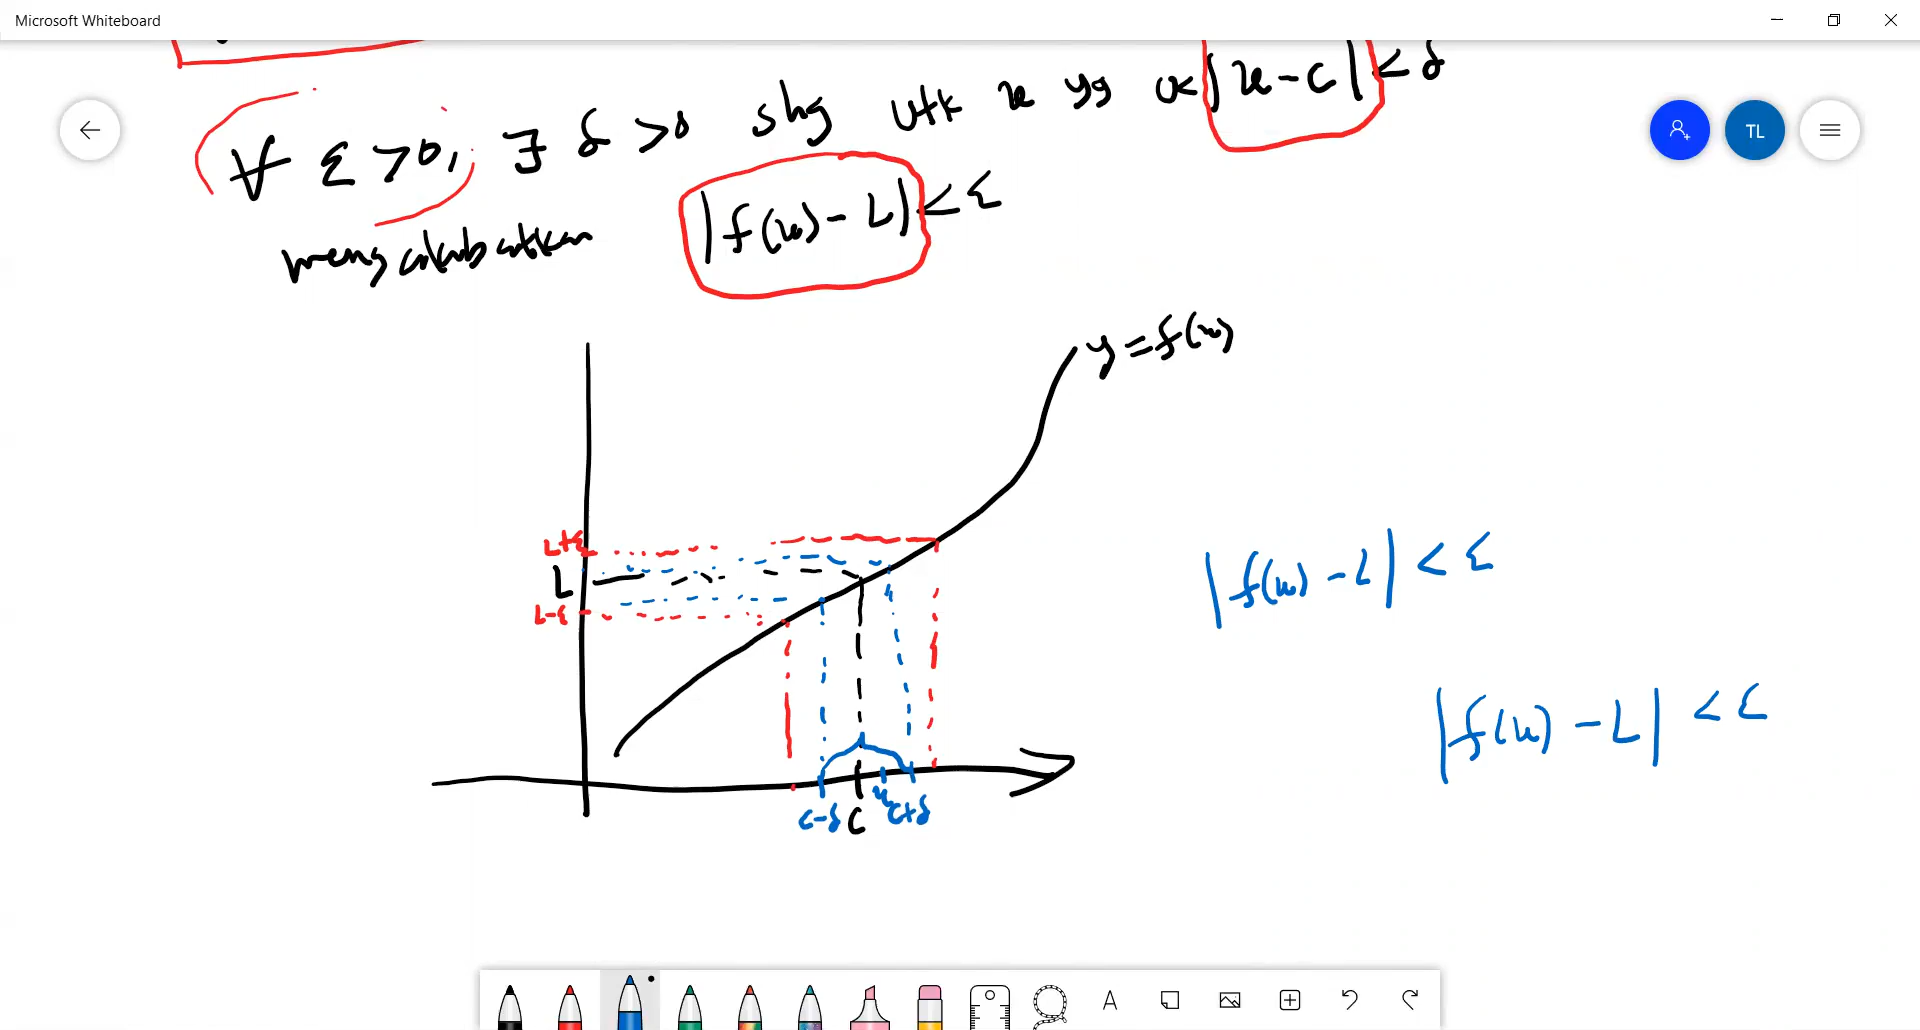 Microsoft Whiteboard
∀ ε > 0, ∃ δ > 0 shg utk x yg 0 < |x - c| < δ
mengakibatkan |f(x) - L| < ε
TL
y = f(x)
L+ε
L
L-ε
|f(x) - L| < ε
|f(x) - L| < ε
c-δ c x c+δ
A